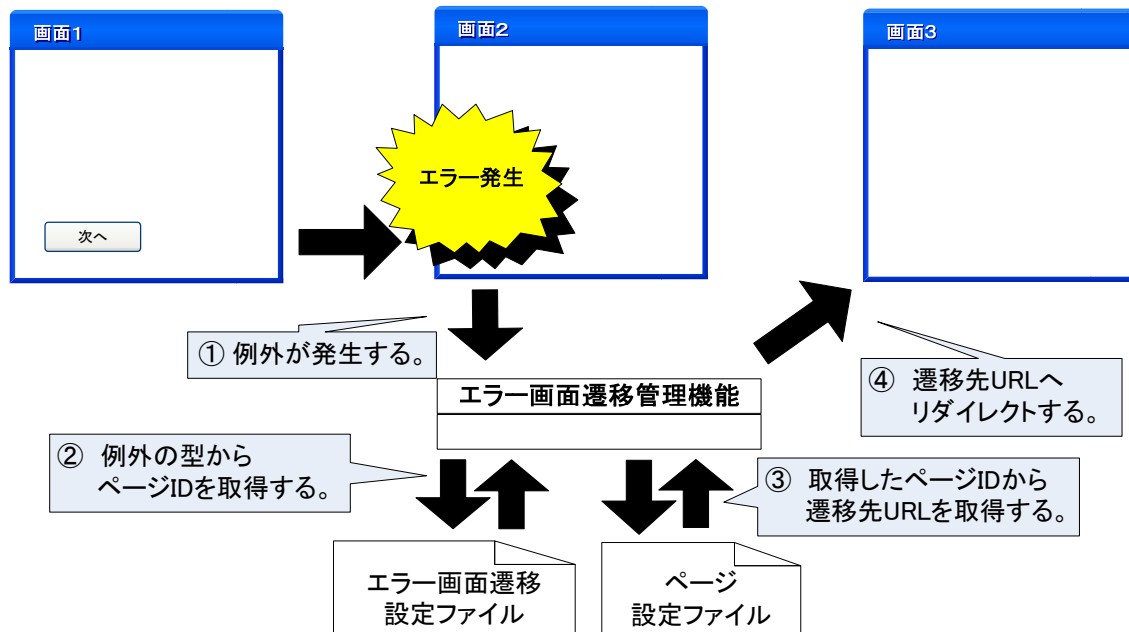 画面1
画面2
画面3
エラー発生
次へ
① 例外が発生する。
エラー画面遷移管理機能
④ 遷移先URLへ
リダイレクトする。
② 例外の型から
ページIDを取得する。
③ 取得したページIDから
遷移先URLを取得する。
エラー画面遷移
設定ファイル
ページ
設定ファイル